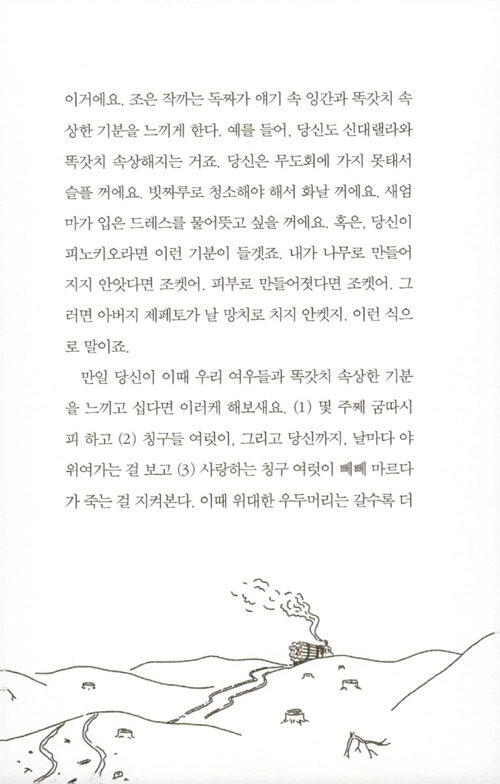 이거에요. 조은 작까는 독짜가 얘기 속 잉간과 똑갓치 속
상한 기분을 느끼게 한다. 예를 들어, 당신도 신대랠라와
똑갓치 속상해지는 거죠. 당신은 무도회에 가지 못태서
슬플 꺼에요. 빗짜루로 청소해야 해서 화날 꺼에요. 새엄
마가 입은 드레스를 물어뜻고 싶을 꺼에요. 혹은, 당신이
피노키오라면 이런 기분이 들겟죠. 내가 나무로 만들어
지지 안앗다면 조켓어. 피부로 만들어젓다면 조켓어. 그
러면 아버지 제페토가 날 망치로 치지 안켓지. 이런 식으
로 말이죠.
만일 당신이 이때 우리 여우들과 똑갓치 속상한 기분
을 느끼고 십다면 이러케 해보새요. (1) 몇 주쩨 굼따시
피 하고 (2) 칭구들 여럿이, 그리고 당신까지, 날마다 야
위여가는 걸 보고 (3) 사랑하는 칭구 여럿이 뼤뼤 마르다
가 죽는 걸 지켜본다. 이때 위대한 우두머리는 갈수록 더